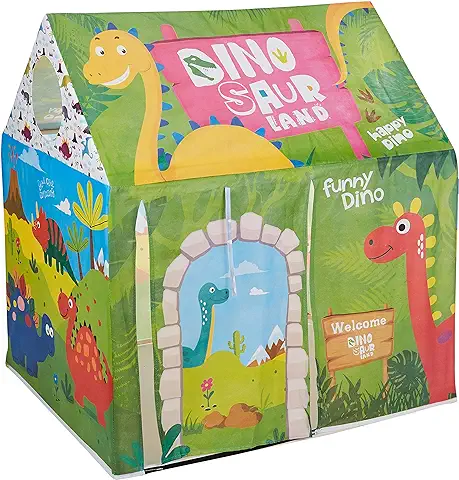 DINO
SAUR
LAND
happy
DINO
funny
Dino
Welcome
DINO
SAUR
LAND